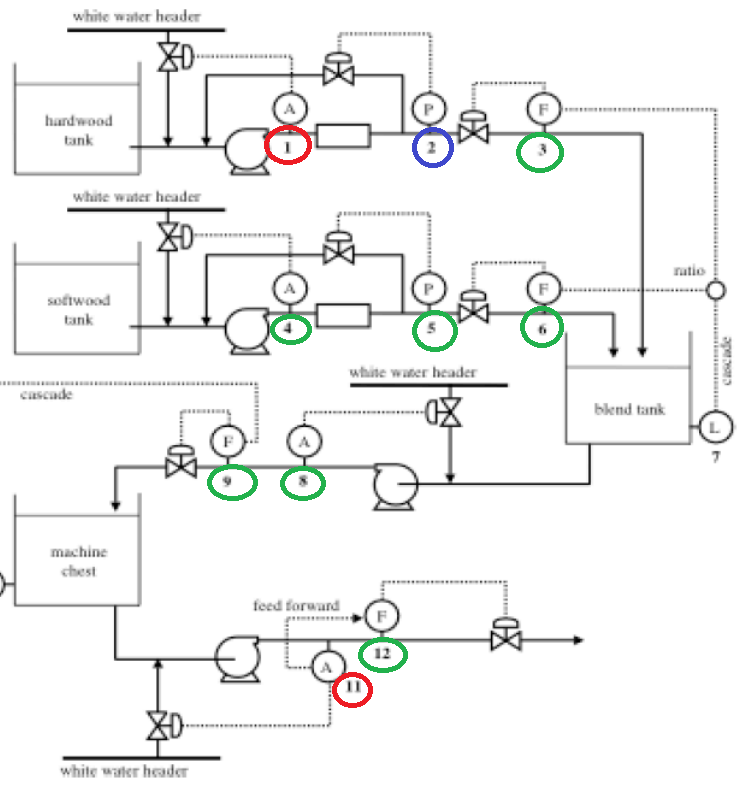 white water header
A
P
F
hardwood
tank
1
2
3
white water header
A
P
F
ratio
softwood
tank
4
5
6
cascade
white water header
cascade
blend tank
L
7
F
A
9
8
machine
chest
feed forward
F
12
A
11
white water header